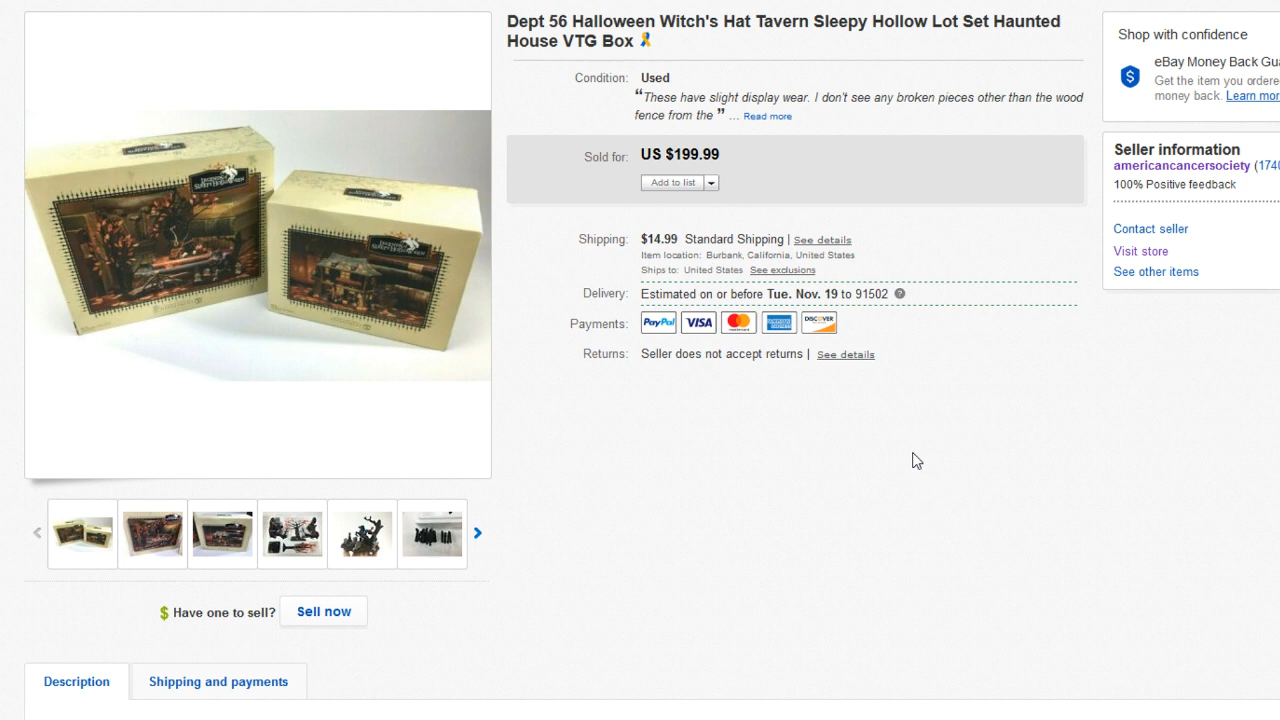 Dept 56 Halloween Witch's Hat Tavern Sleepy Hollow Lot Set Haunted
House VTG Box
Condition: Used
“These have slight display wear. I don't see any broken pieces other than the wood
fence from the ” ... Read more
Sold for: US $199.99
Add to list
Shipping: $14.99 Standard Shipping | See details
Item location: Burbank, California, United States
Ships to: United States See exclusions
Delivery: Estimated on or before Tue. Nov. 19 to 91502 ?
Payments: PayPal VISA MasterCard AMERICAN EXPRESS DISCOVER
Returns: Seller does not accept returns | See details
Shop with confidence
eBay Money Back Gua
Get the item you ordere
money back. Learn mor
Seller information
americancancersociety (1740
100% Positive feedback
Contact seller
Visit store
See other items
$ Have one to sell? Sell now
Description
Shipping and payments